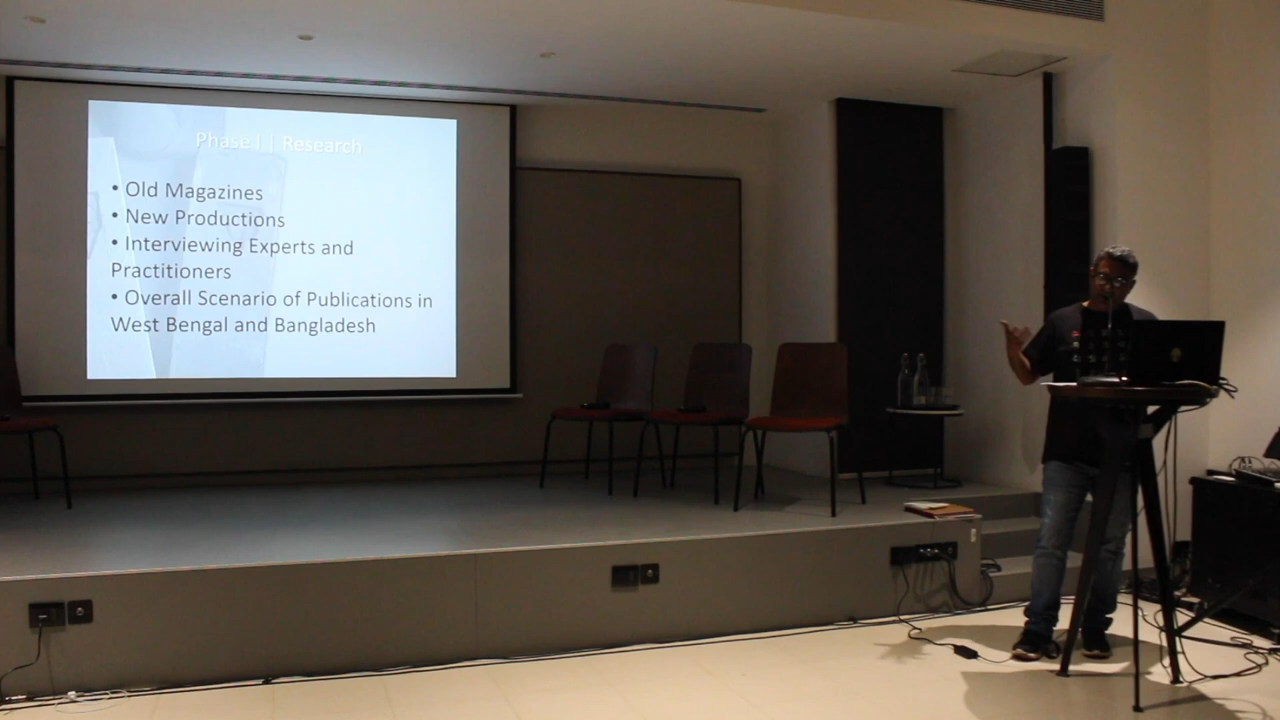 Phase I | Research
• Old Magazines
• New Productions
• Interviewing Experts and
Practitioners
• Overall Scenario of Publications in
West Bengal and Bangladesh